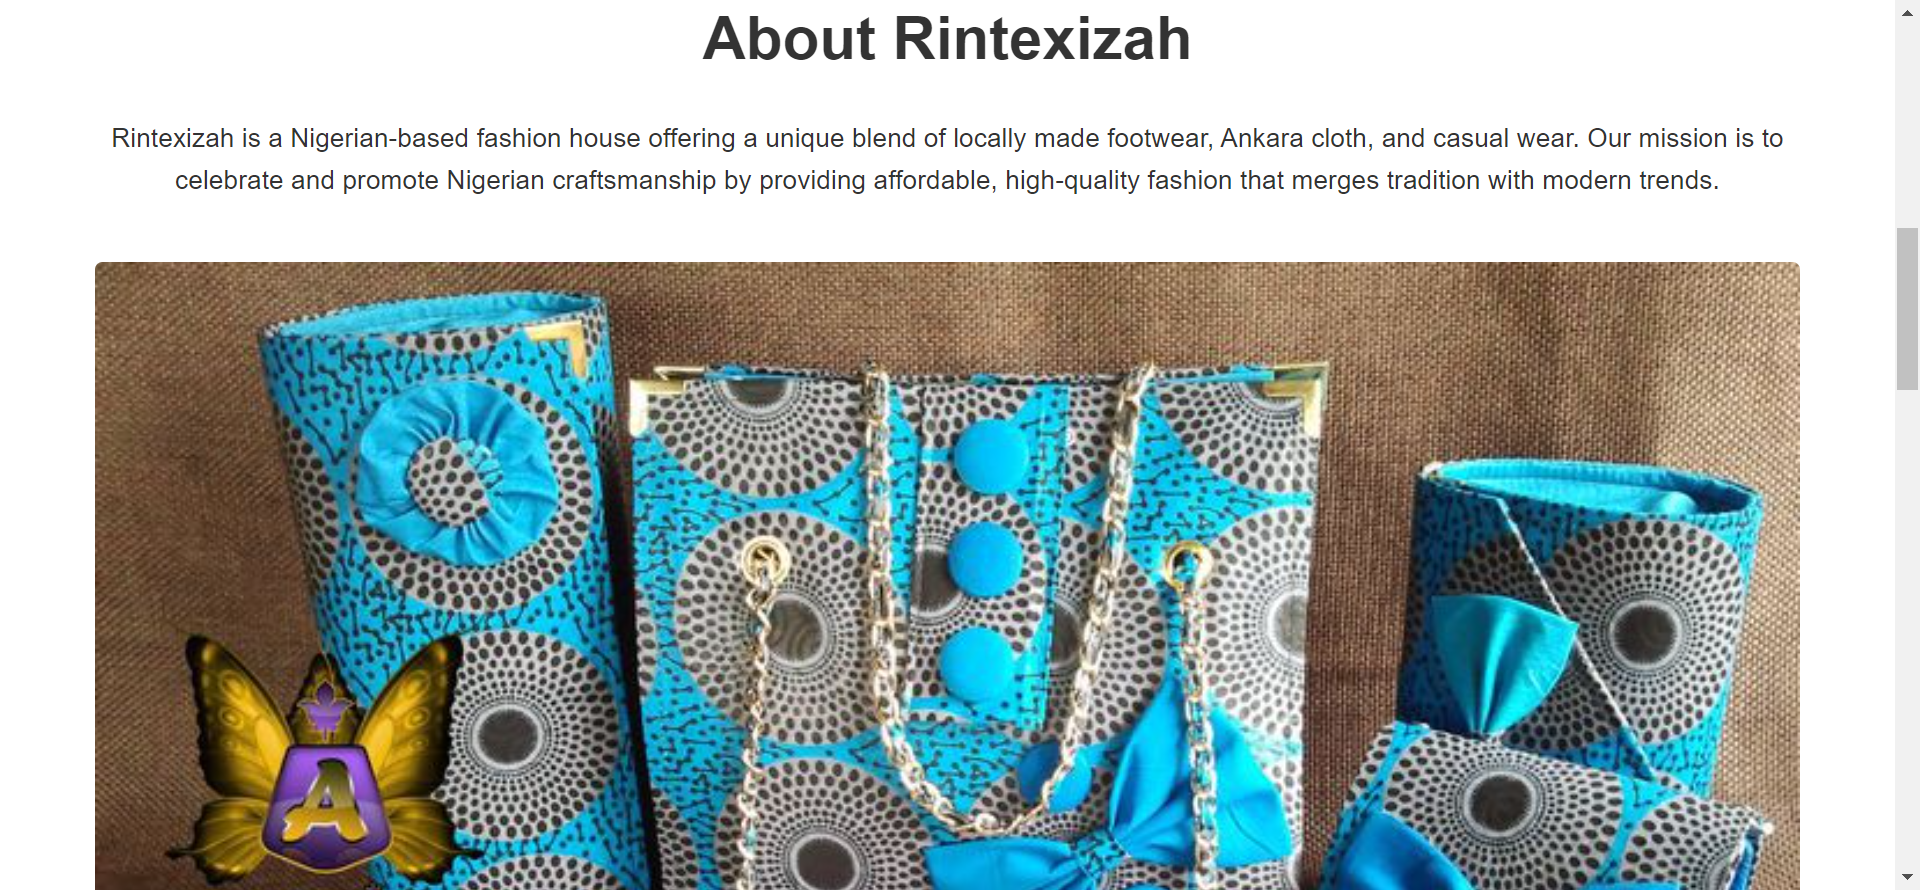 About Rintexizah
Rintexizah is a Nigerian-based fashion house offering a unique blend of locally made footwear, Ankara cloth, and casual wear. Our mission is to
celebrate and promote Nigerian craftsmanship by providing affordable, high-quality fashion that merges tradition with modern trends.
A